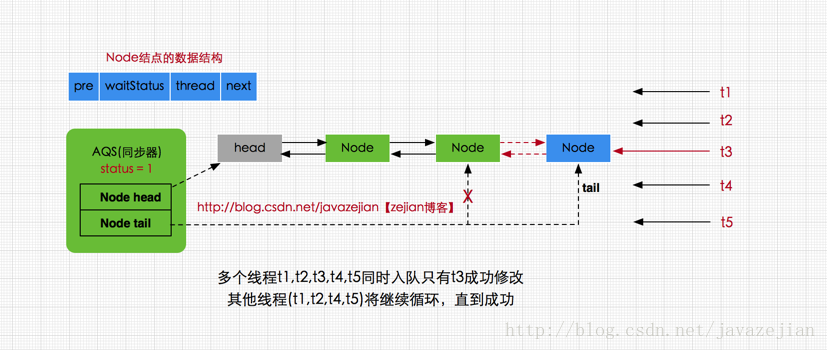 Node结点的数据结构
pre waitStatus thread next
t1
t2
AQS(同步器)
status = 1
head Node Node Node t3
Node head
tail
t4
http://blog.csdn.net/javazejian【zejian博客】
Node tail
t5
多个线程t1,t2,t3,t4,t5同时入队只有t3成功修改
其他线程(t1,t2,t4,t5)将继续循环，直到成功
http://blog.csdn.net/javazejian